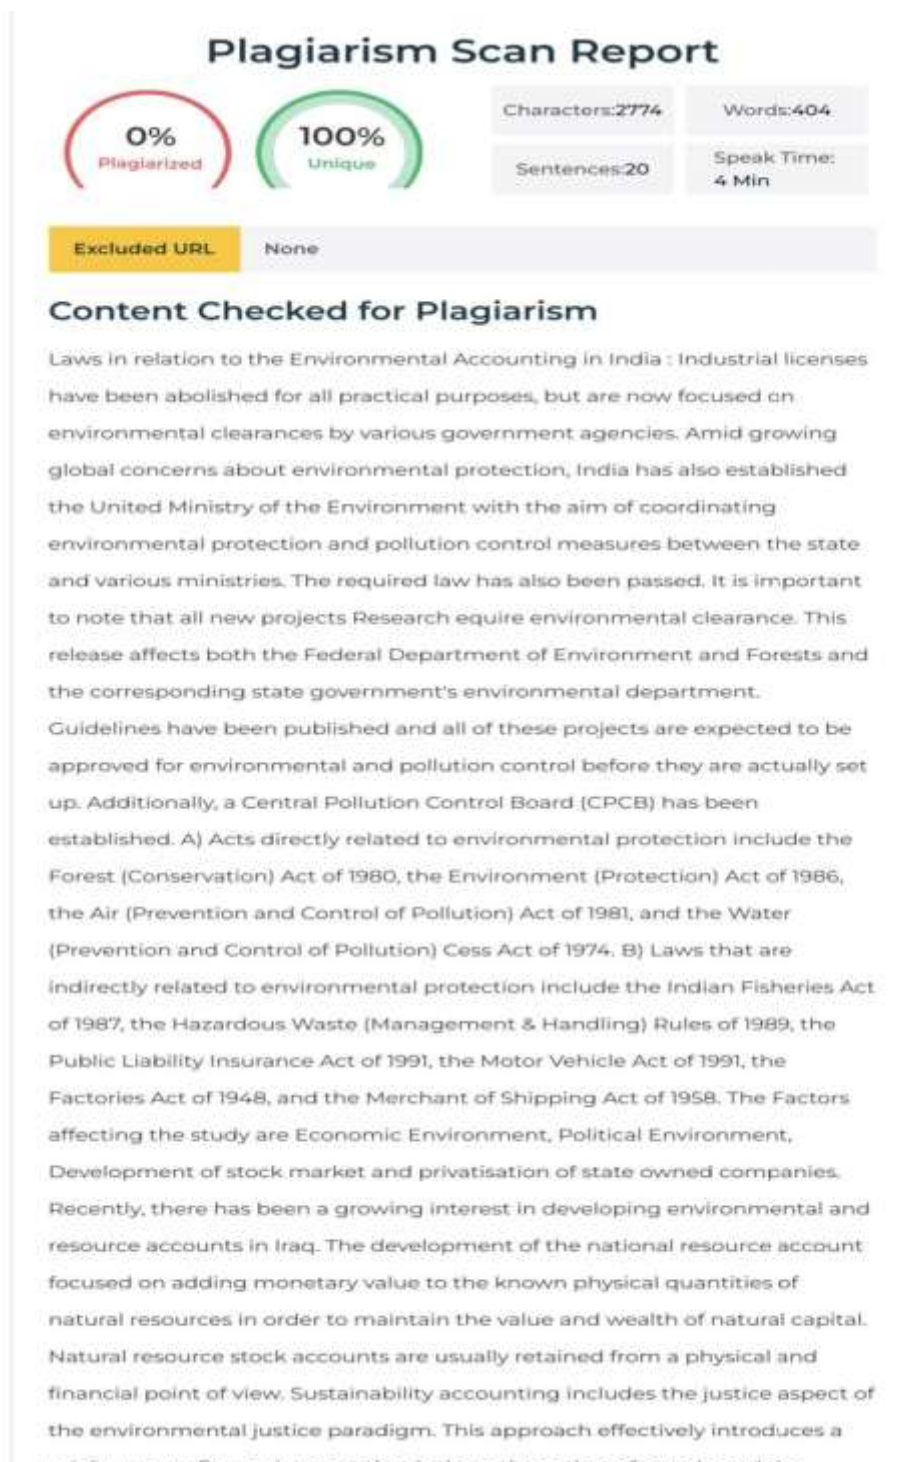 Plagiarism Scan Report
0%
Plagiarized
100%
Unique
Characters:2774
Words:404
Sentences:20
Speak Time:
4 Min
Excluded URL
None
Content Checked for Plagiarism
Laws in relation to the Environmental Accounting in India : Industrial licenses
have been abolished for all practical purposes, but are now focused on
environmental clearances by various government agencies. Amid growing
global concerns about environmental protection, India has also established
the United Ministry of the Environment with the aim of coordinating
environmental protection and pollution control measures between the state
and various ministries. The required law has also been passed. It is important
to note that all new projects Research equire environmental clearance. This
release affects both the Federal Department of Environment and Forests and
the corresponding state government's environmental department.
Guidelines have been published and all of these projects are expected to be
approved for environmental and pollution control before they are actually set
up. Additionally, a Central Pollution Control Board (CPCB) has been
established. A) Acts directly related to environmental protection include the
Forest (Conservation) Act of 1980, the Environment (Protection) Act of 1986,
the Air (Prevention and Control of Pollution) Act of 1981, and the Water
(Prevention and Control of Pollution) Cess Act of 1974. B) Laws that are
indirectly related to environmental protection include the Indian Fisheries Act
of 1987, the Hazardous Waste (Management & Handling) Rules of 1989, the
Public Liability Insurance Act of 1991, the Motor Vehicle Act of 1991, the
Factories Act of 1948, and the Merchant of Shipping Act of 1958. The Factors
affecting the study are Economic Environment, Political Environment,
Development of stock market and privatisation of state owned companies.
Recently, there has been a growing interest in developing environmental and
resource accounts in Iraq. The development of the national resource account
focused on adding monetary value to the known physical quantities of
natural resources in order to maintain the value and wealth of natural capital.
Natural resource stock accounts are usually retained from a physical and
financial point of view. Sustainability accounting includes the justice aspect of
the environmental justice paradigm. This approach effectively introduces a